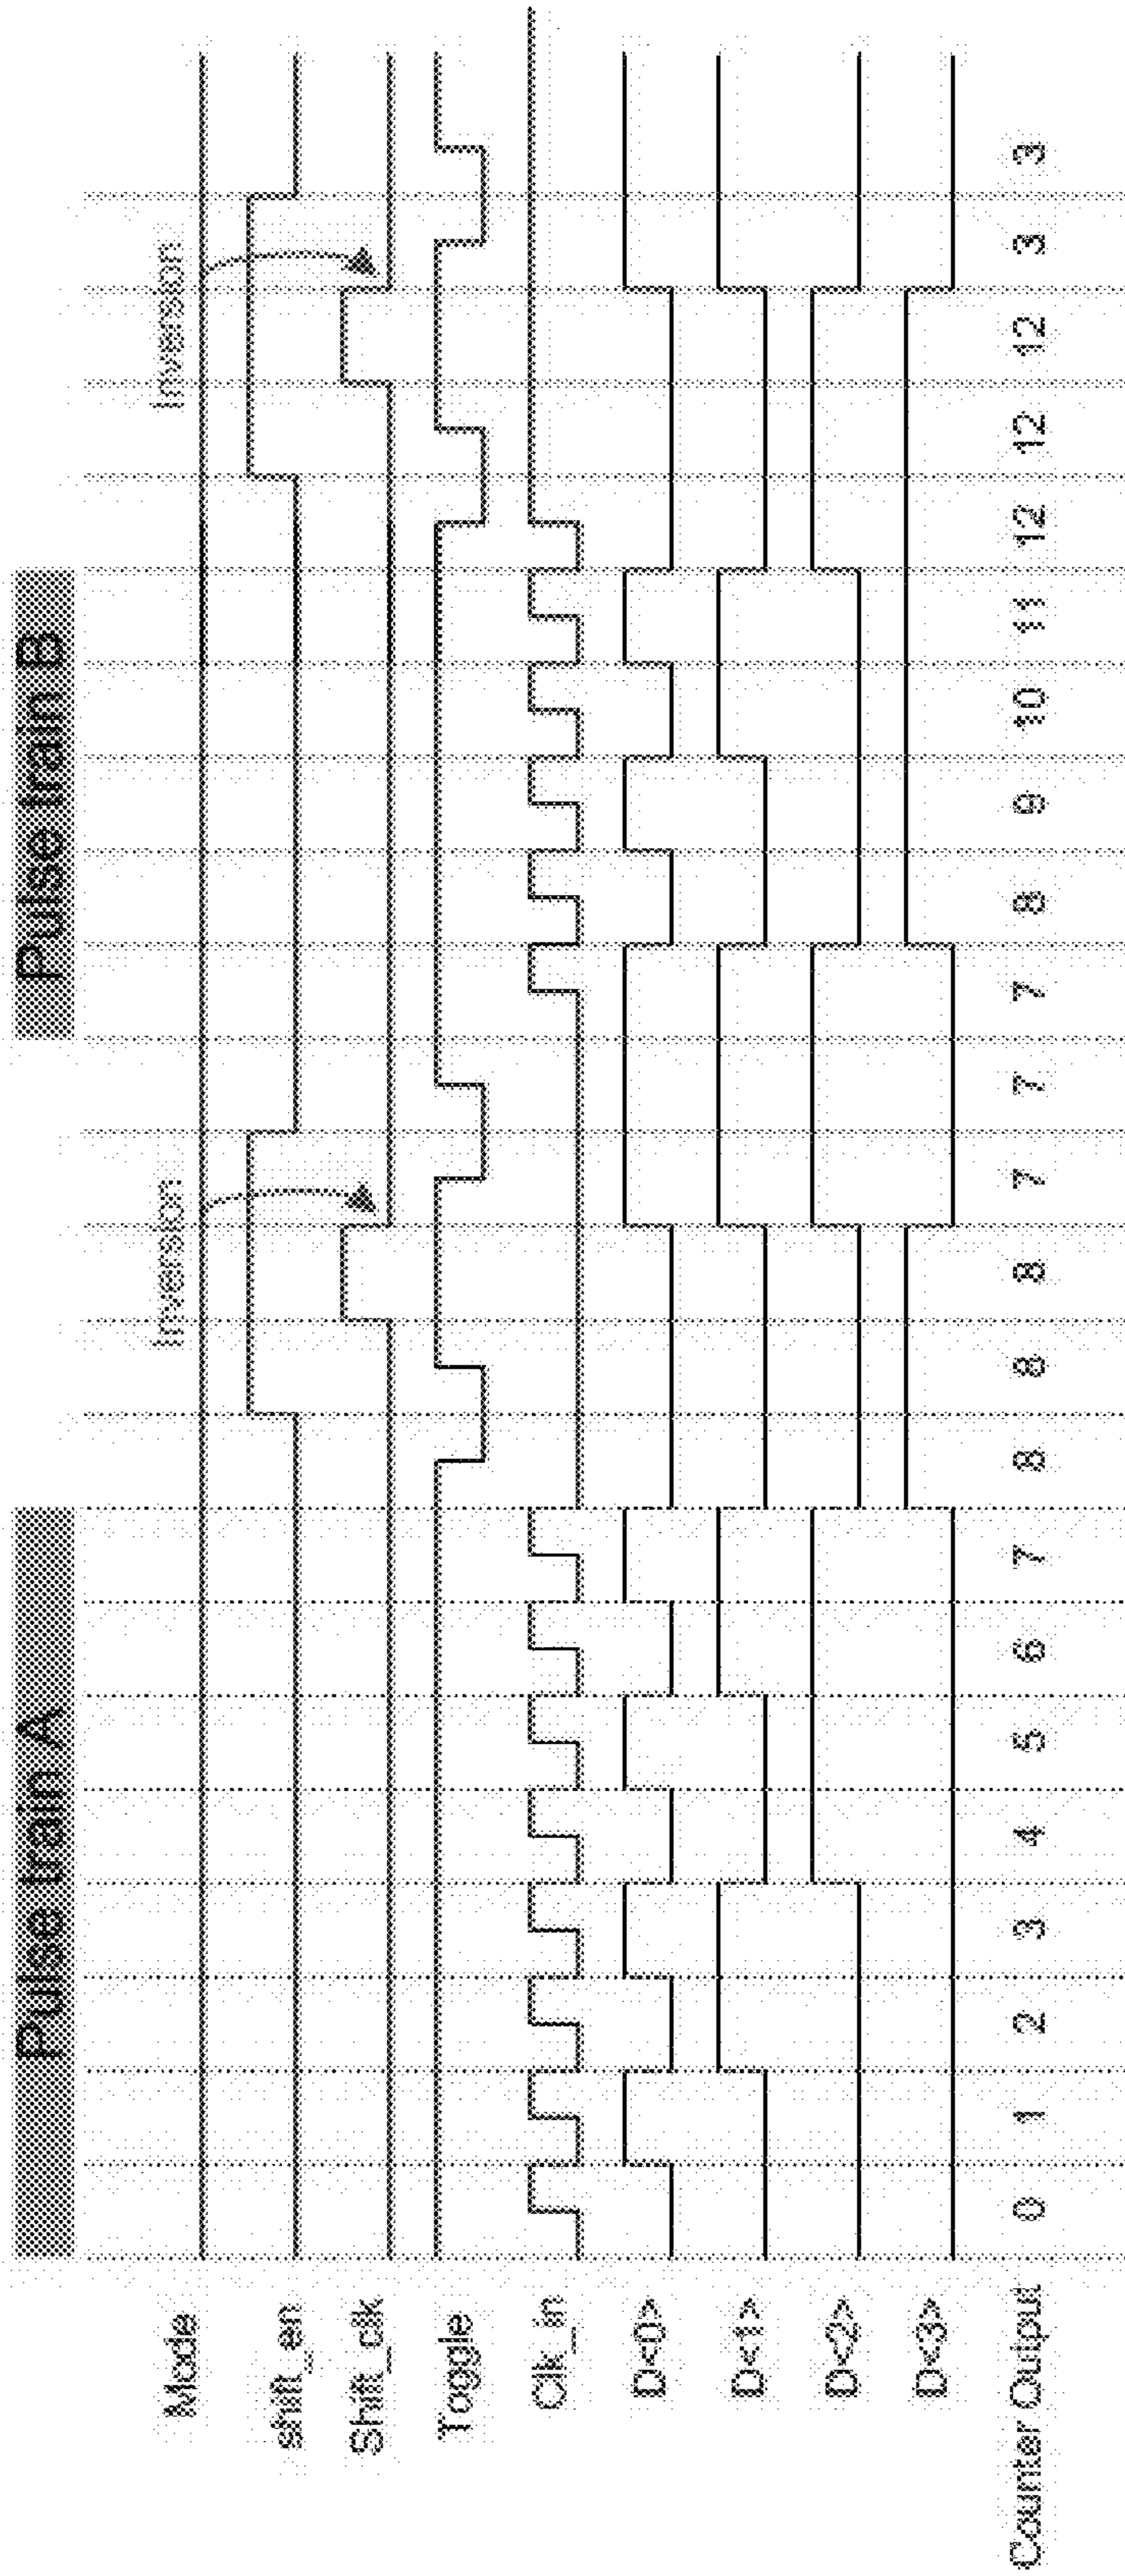 Pulse train A Pulse train B
Inversion Inversion
Mode
shift_en
Shift_clk
Toggle
Clk_in
D<0>
D<1>
D<2>
D<3>
Counter Output 0 1 2 3 4 5 6 7 8 8 8 7 7 7 8 9 10 11 12 12 12 3 3